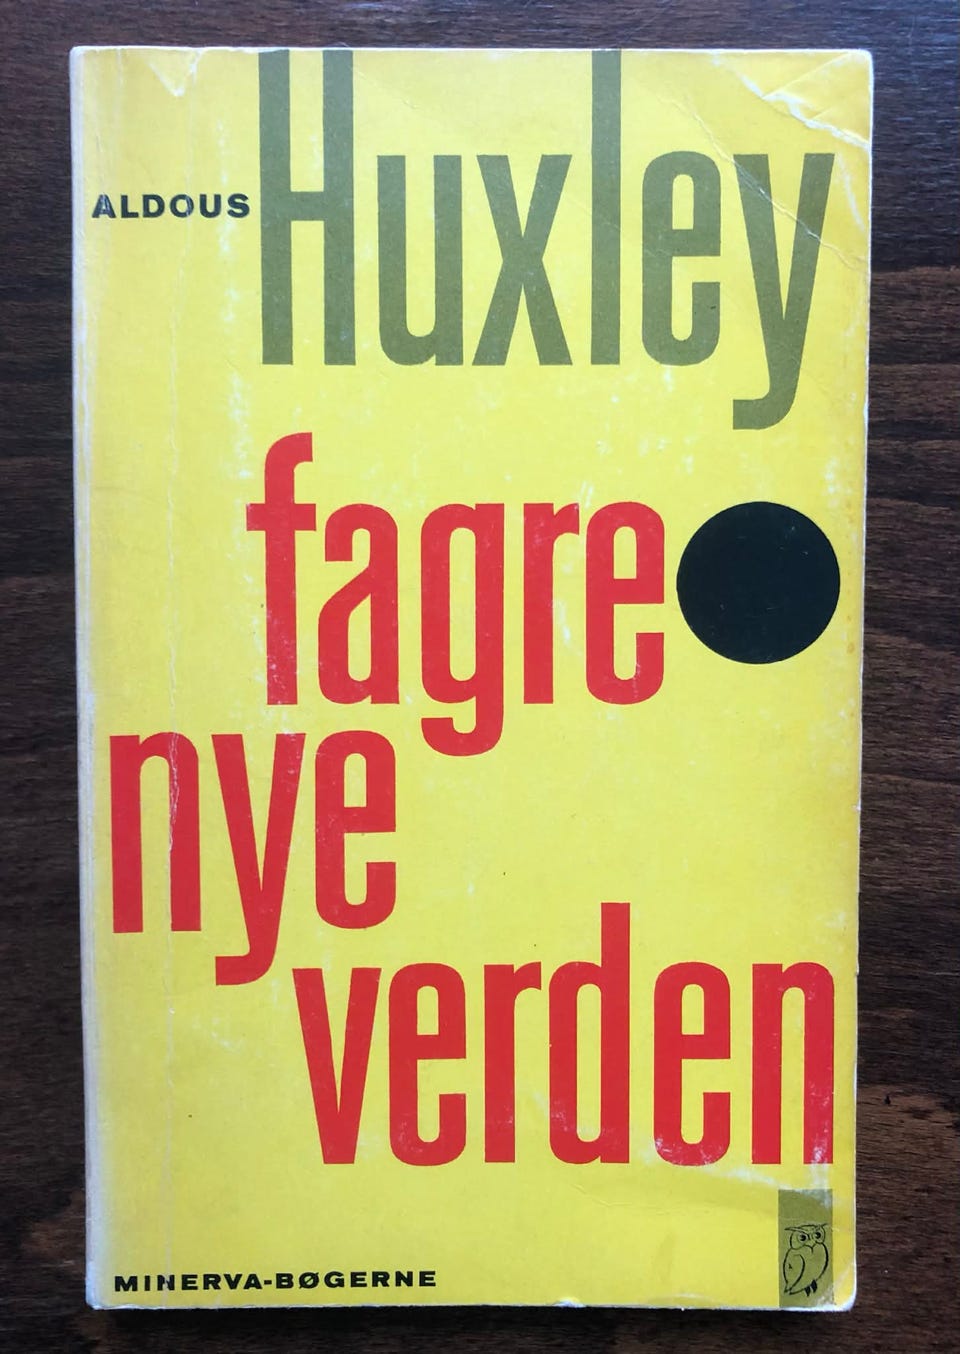 ALDOUS Huxley
fagre
nye
verden
MINERVA-BØGERNE